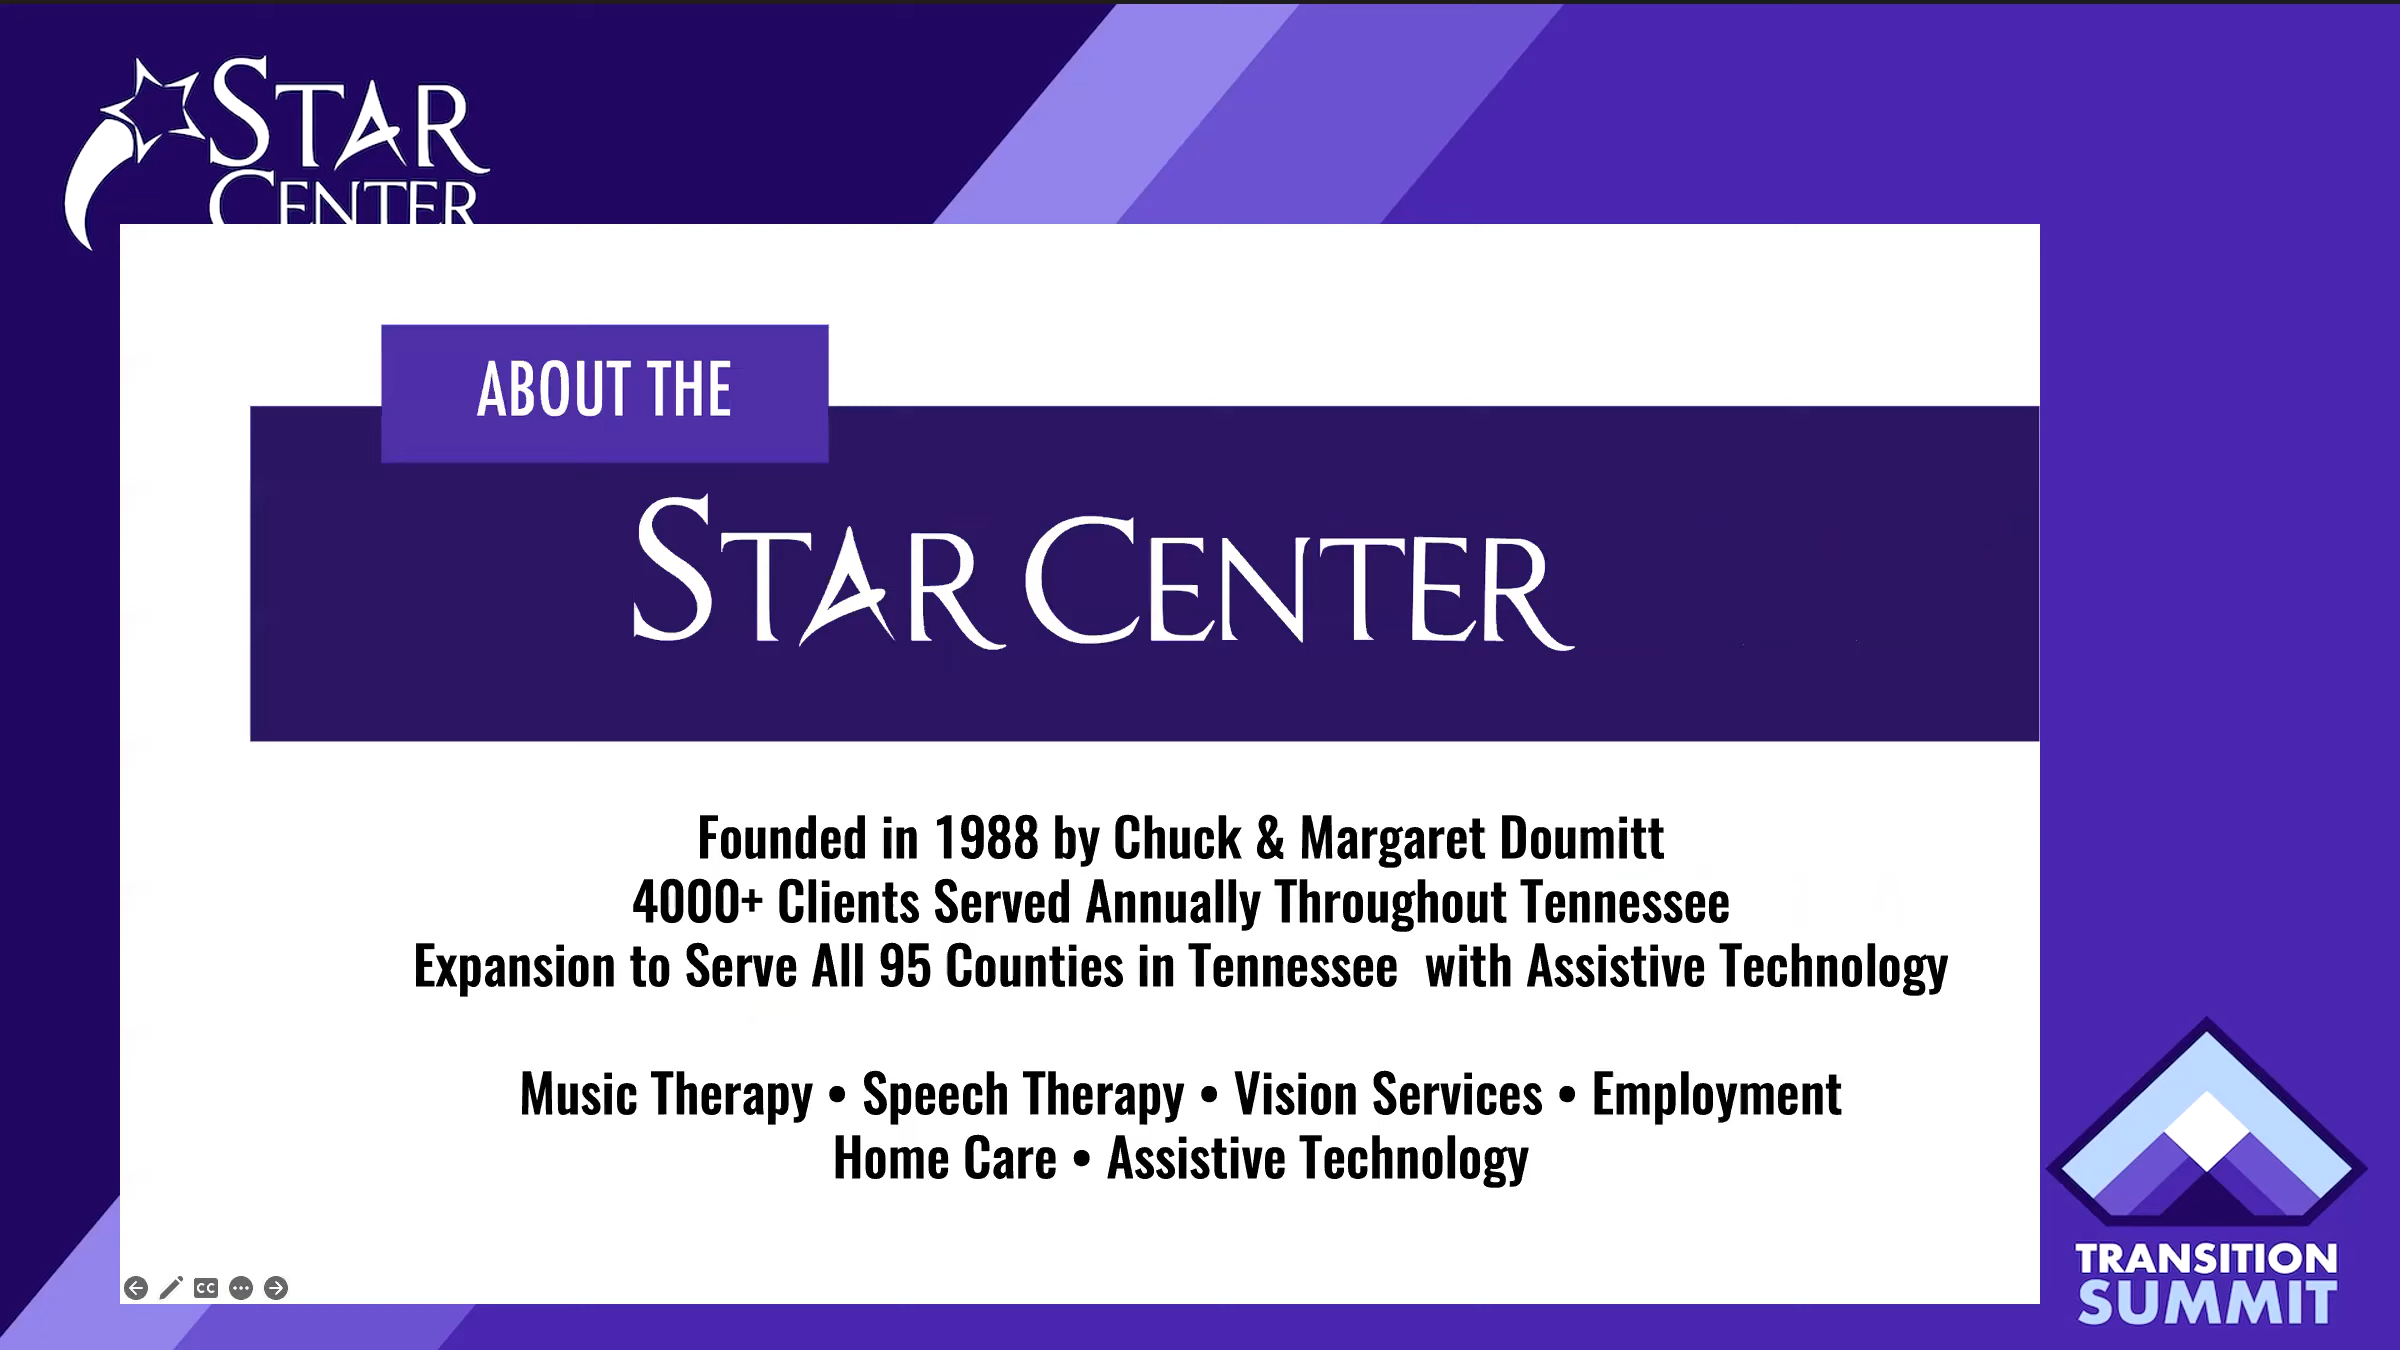 STAR
CENTER
ABOUT THE
STAR CENTER
Founded in 1988 by Chuck & Margaret Doumitt
4000+ Clients Served Annually Throughout Tennessee
Expansion to Serve All 95 Counties in Tennessee  with Assistive Technology
Music Therapy • Speech Therapy • Vision Services • Employment
Home Care • Assistive Technology
CC
TRANSITION
SUMMIT